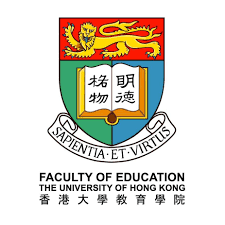 明德
格物
SAPIENTIA·ET·VIRTUS
FACULTY OF EDUCATION
THE UNIVERSITY OF HONG KONG
香港大學教育學院